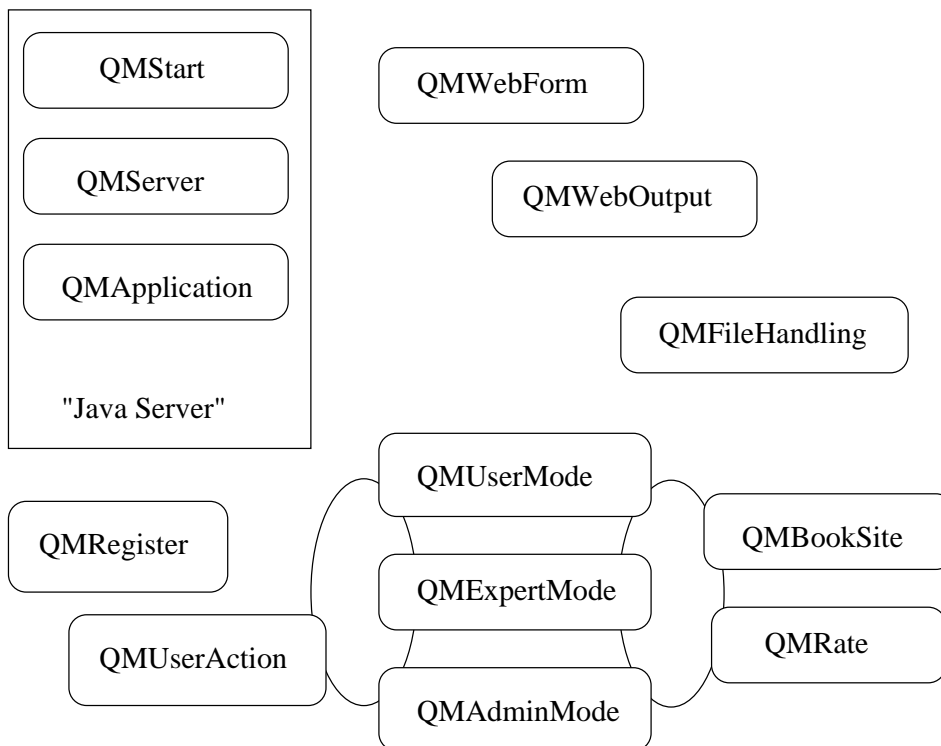 QMStart
QMServer
QMApplication
"Java Server"
QMWebForm
QMWebOutput
QMFileHandling
QMRegister
QMUserAction
QMUserMode
QMExpertMode
QMAdminMode
QMBookSite
QMRate